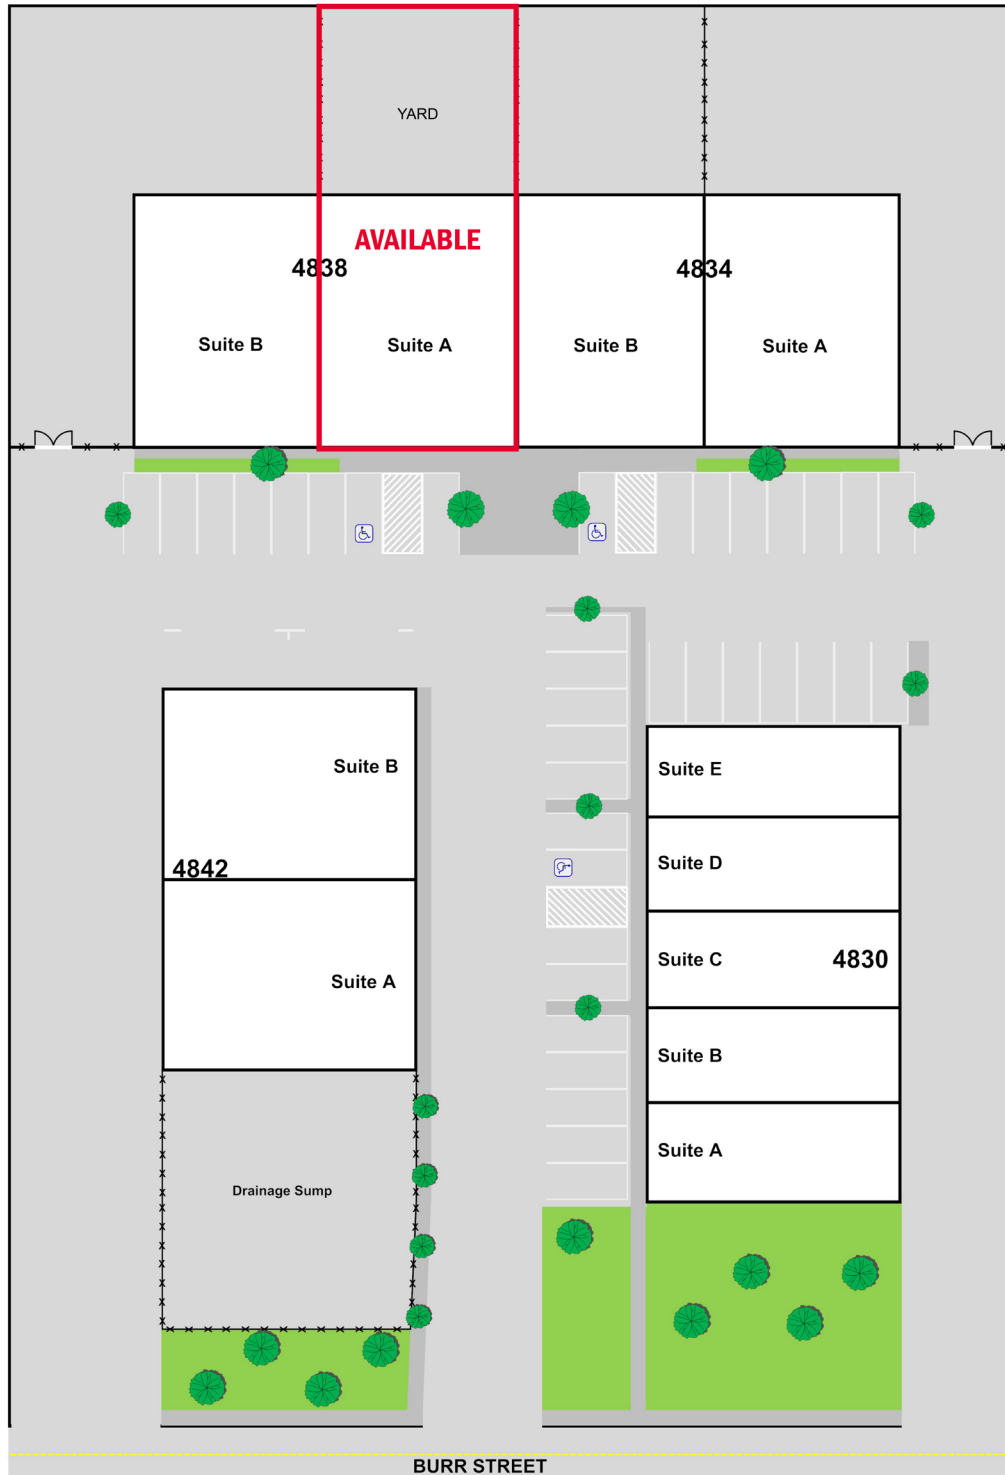 YARD
AVAILABLE
4838
4834
Suite B
Suite A
Suite B
Suite A
Suite B
4842
Suite A
Drainage Sump
Suite E
Suite D
Suite C
4830
Suite B
Suite A
BURR STREET